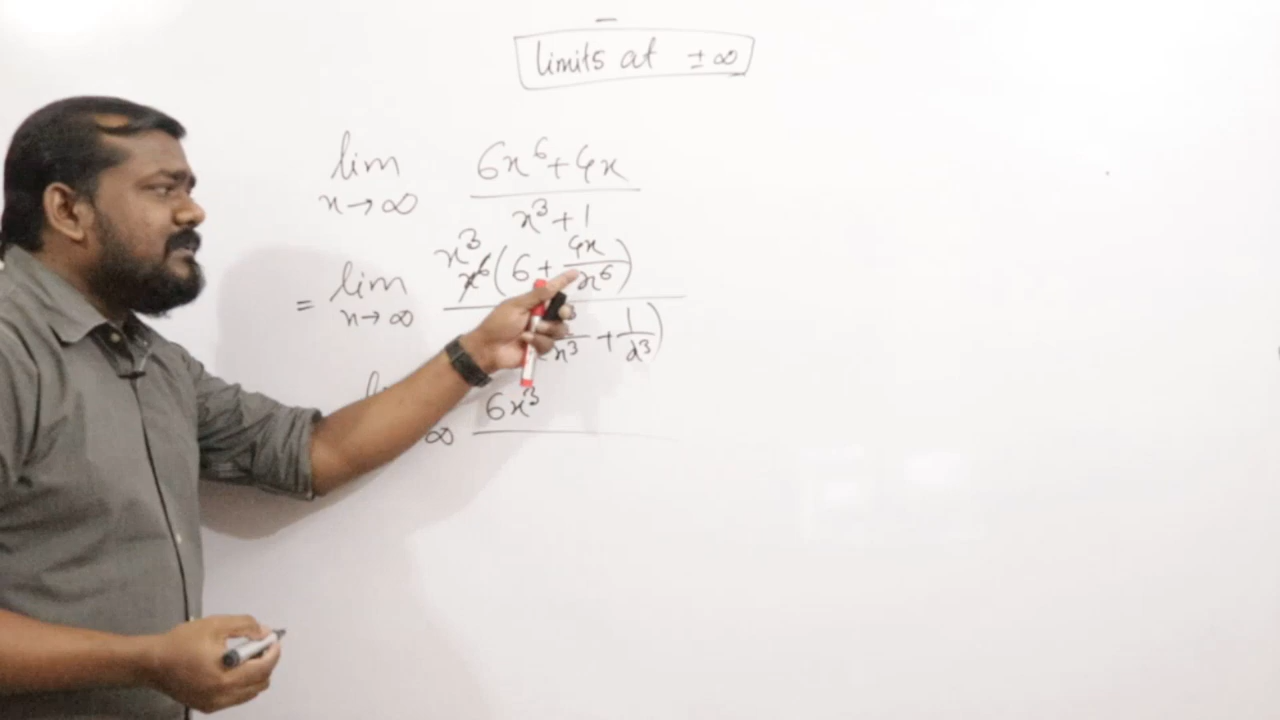 limits at ±∞
lim x→∞ 6x⁶+4x / x³+1
= lim x→∞ x³ x⁶(6+4x/x⁶) / x³ +1/x³)
∞ 6x³